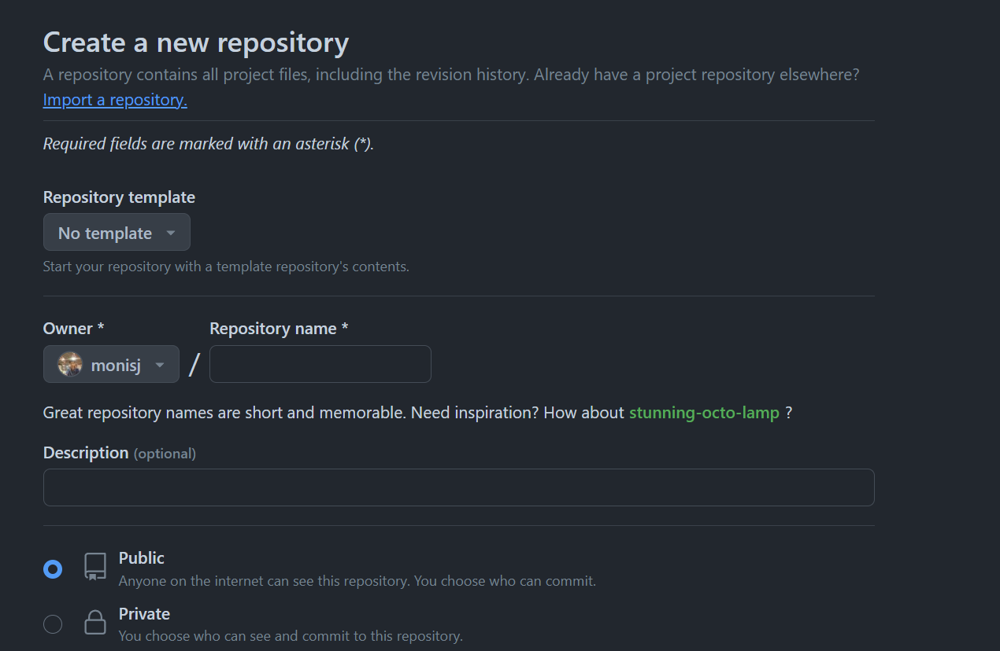 Create a new repository
A repository contains all project files, including the revision history. Already have a project repository elsewhere?
Import a repository.
Required fields are marked with an asterisk (*).
Repository template
No template
Start your repository with a template repository's contents.
Owner * Repository name *
monisj /
Great repository names are short and memorable. Need inspiration? How about stunning-octo-lamp ?
Description (optional)
Public
Anyone on the internet can see this repository. You choose who can commit.
Private
You choose who can see and commit to this repository.